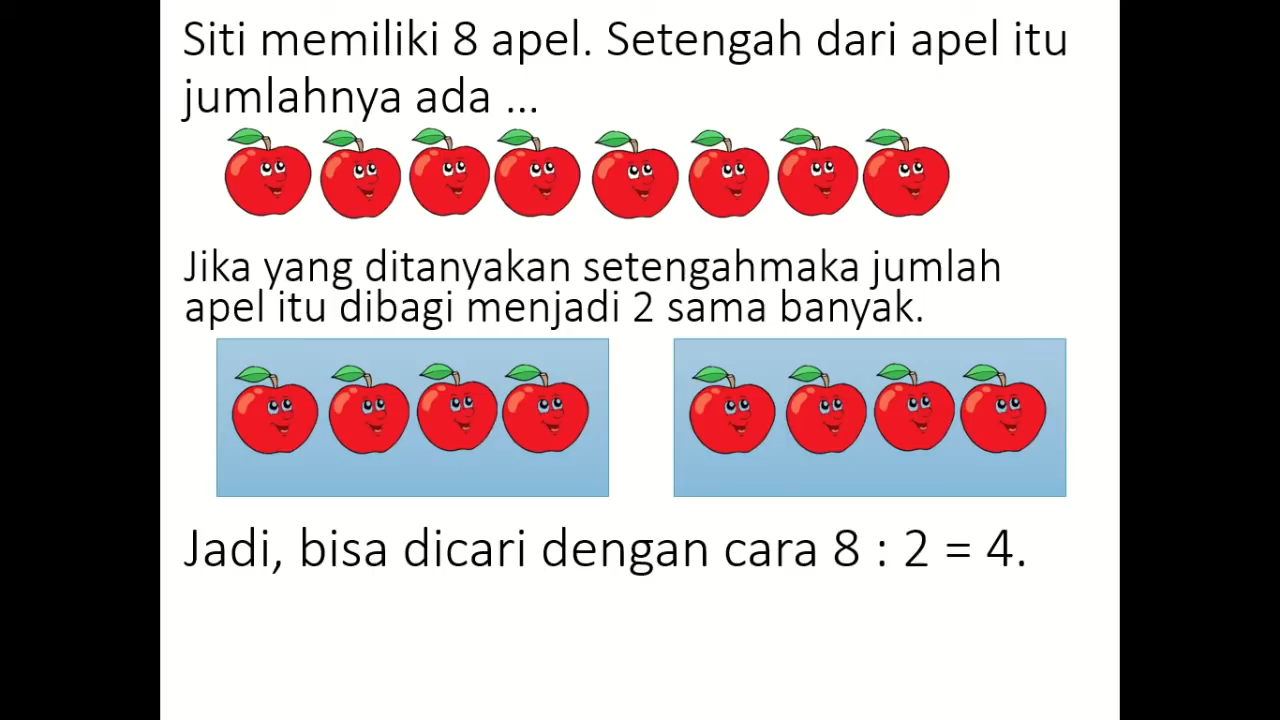 Siti memiliki 8 apel. Setengah dari apel itu
jumlahnya ada ...
Jika yang ditanyakan setengahmaka jumlah
apel itu dibagi menjadi 2 sama banyak.
Jadi, bisa dicari dengan cara 8 : 2 = 4.